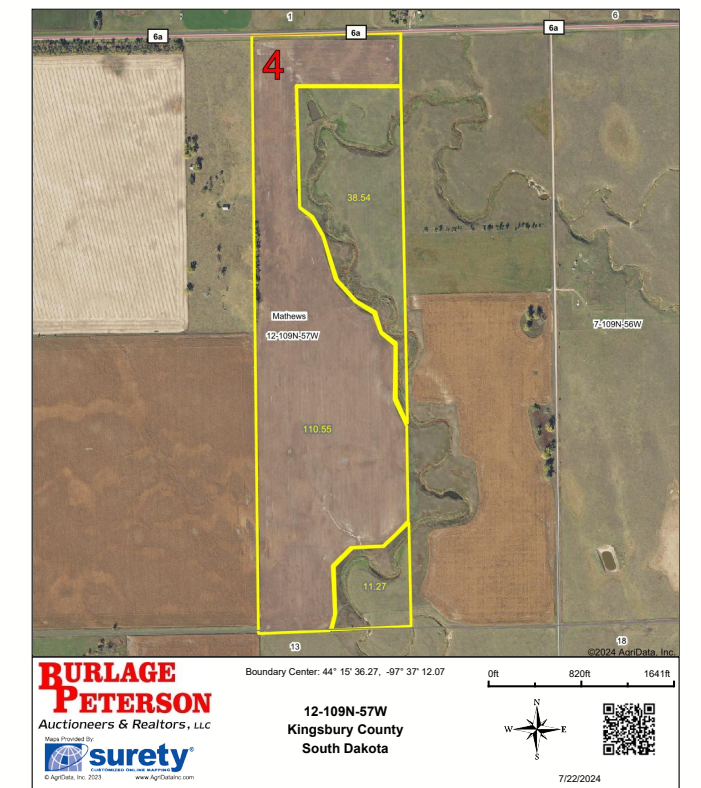 1
6
6a
6a
6a
4
38.54
Mathews
12-109N-57W
7-109N-56W
110.55
11.27
13
18
©2024 AgriData, Inc.
BURLAGE
PETERSON
Auctioneers & Realtors, LLC
Maps Provided By:
surety®
CUSTOMIZED ONLINE MAPPING
© AgriData, Inc. 2023 www.AgriDataInc.com
Boundary Center: 44° 15' 36.27, -97° 37' 12.07
12-109N-57W
Kingsbury County
South Dakota
0ft 820ft 1641ft
N
W E
S
7/22/2024